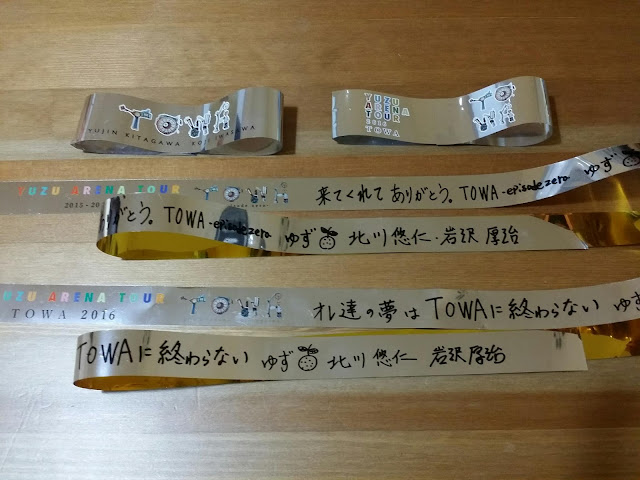 TOWA
YUJIN KITAGAWA
YUZU
ARENA
TOUR
2016
TOWA
TOWA
YUZU ARENA TOUR TOWA 来てくれて ありがとう。TOWA-episode zero ゆず
2015-20
がとう。TOWA-episode zero ゆず 北川 悠仁・岩沢 厚治
UZU ARENA TOUR TOWA オレ達の夢は TOWAに終わらない ゆず
TOWA 2016
TOWAに終わらない ゆず 北川 悠仁 岩沢 厚治